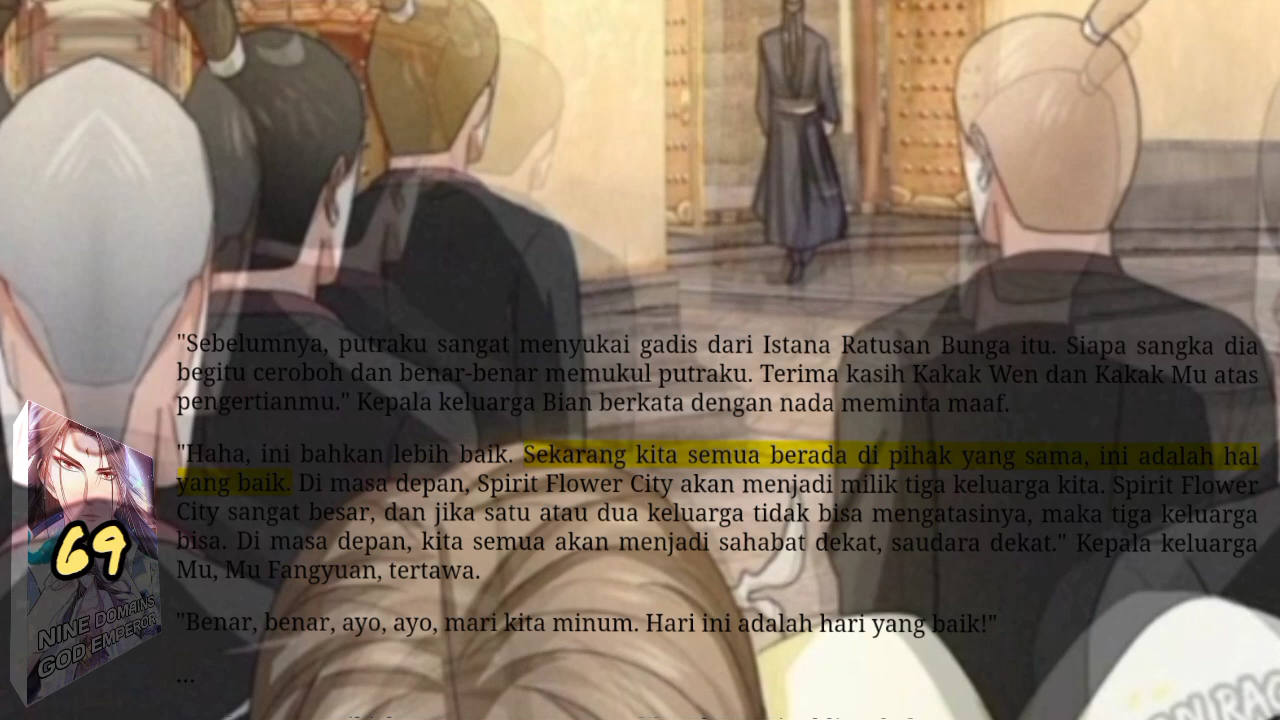 "Sebelumnya, putraku sangat menyukai gadis dari Istana Ratusan Bunga itu. Siapa sangka dia
begitu ceroboh dan benar-benar memukul putraku. Terima kasih Kakak Wen dan Kakak Mu atas
pengertianmu." Kepala keluarga Bian berkata dengan nada meminta maaf.
"Haha, ini bahkan lebih baik. Sekarang kita semua berada di pihak yang sama, ini adalah hal
yang baik. Di masa depan, Spirit Flower City akan menjadi milik tiga keluarga kita. Spirit Flower
City sangat besar, dan jika satu atau dua keluarga tidak bisa mengatasinya, maka tiga keluarga
bisa. Di masa depan, kita semua akan menjadi sahabat dekat, saudara dekat." Kepala keluarga
Mu, Mu Fangyuan, tertawa.
"Benar, benar, ayo, ayo, mari kita minum. Hari ini adalah hari yang baik!"
...
69
NINE DOMAINS
GOD EMPEROR